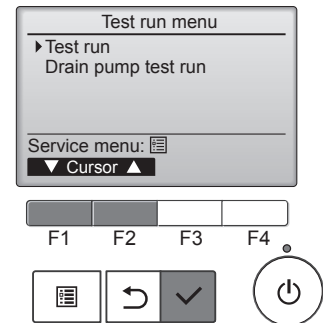 Test run menu
Test run
Drain pump test run
Service menu:
▼ Cursor ▲
F1 F2 F3 F4